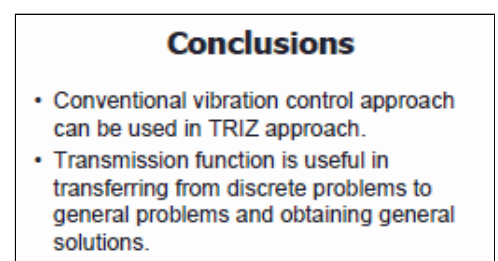 Conclusions
• Conventional vibration control approach
can be used in TRIZ approach.
• Transmission function is useful in
transferring from discrete problems to
general problems and obtaining general
solutions.